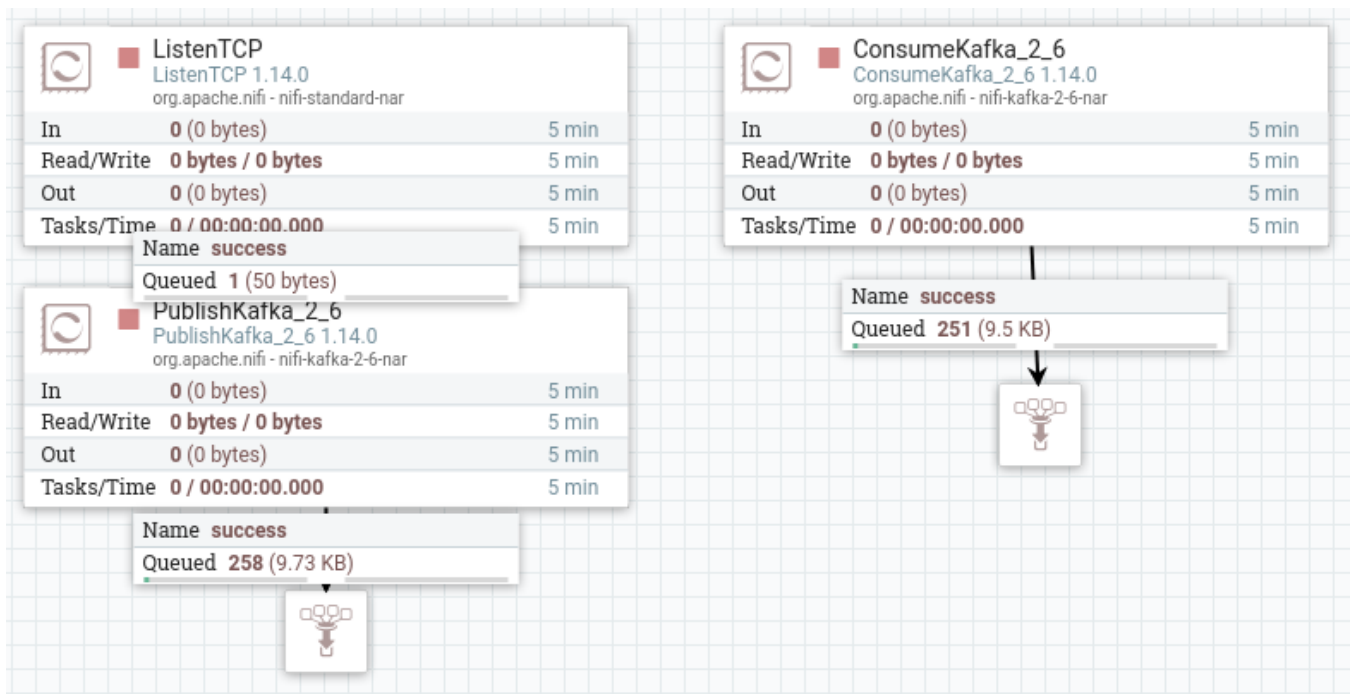 ListenTCP
ListenTCP 1.14.0
org.apache.nifi - nifi-standard-nar
In 0 (0 bytes) 5 min
Read/Write 0 bytes / 0 bytes 5 min
Out 0 (0 bytes) 5 min
Tasks/Time 0 / 00:00:00.000 5 min
Name success
Queued 1 (50 bytes)
PublishKafka_2_6
PublishKafka_2_6 1.14.0
org.apache.nifi - nifi-kafka-2-6-nar
In 0 (0 bytes) 5 min
Read/Write 0 bytes / 0 bytes 5 min
Out 0 (0 bytes) 5 min
Tasks/Time 0 / 00:00:00.000 5 min
Name success
Queued 258 (9.73 KB)
ConsumeKafka_2_6
ConsumeKafka_2_6 1.14.0
org.apache.nifi - nifi-kafka-2-6-nar
In 0 (0 bytes) 5 min
Read/Write 0 bytes / 0 bytes 5 min
Out 0 (0 bytes) 5 min
Tasks/Time 0 / 00:00:00.000 5 min
Name success
Queued 251 (9.5 KB)